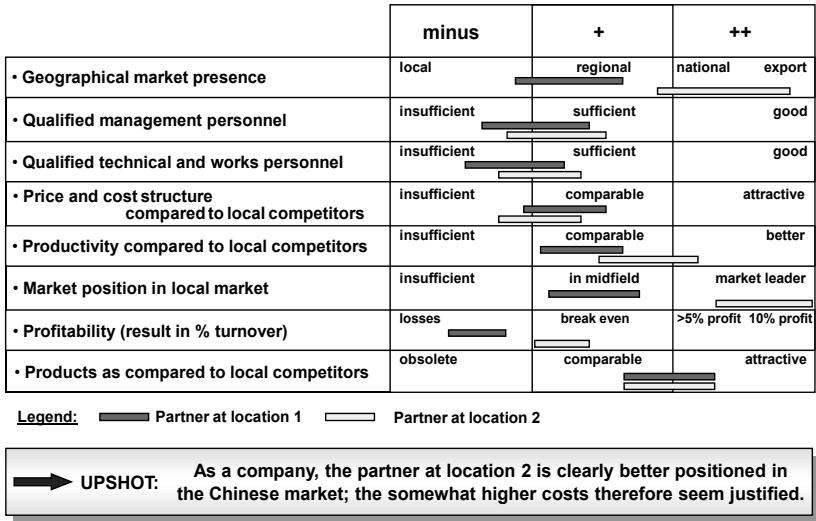 minus + ++
• Geographical market presence local regional national export
• Qualified management personnel insufficient sufficient good
• Qualified technical and works personnel insufficient sufficient good
• Price and cost structure insufficient comparable attractive
compared to local competitors
• Productivity compared to local competitors insufficient comparable better
• Market position in local market insufficient in midfield market leader
• Profitability (result in % turnover) losses break even >5% profit 10% profit
• Products as compared to local competitors obsolete comparable attractive
Legend: Partner at location 1 Partner at location 2
UPSHOT: As a company, the partner at location 2 is clearly better positioned in
the Chinese market; the somewhat higher costs therefore seem justified.